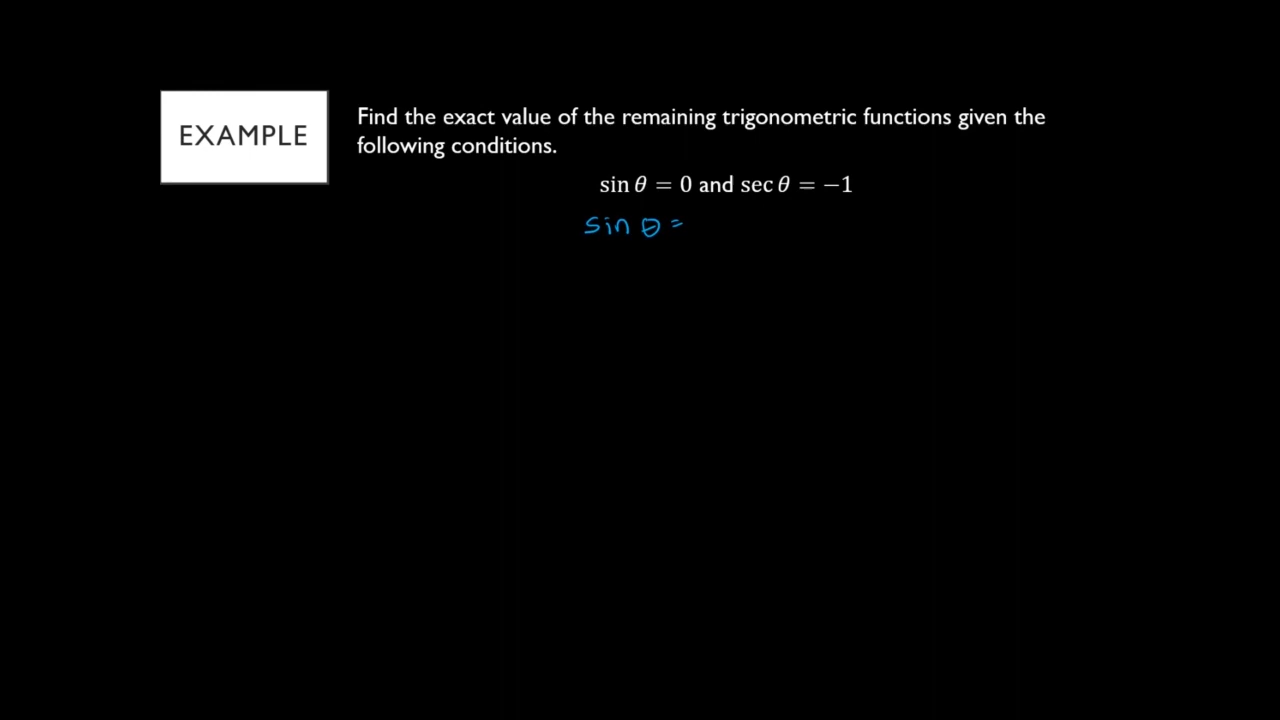 EXAMPLE
Find the exact value of the remaining trigonometric functions given the
following conditions.
sin θ = 0 and sec θ = −1
sin θ =